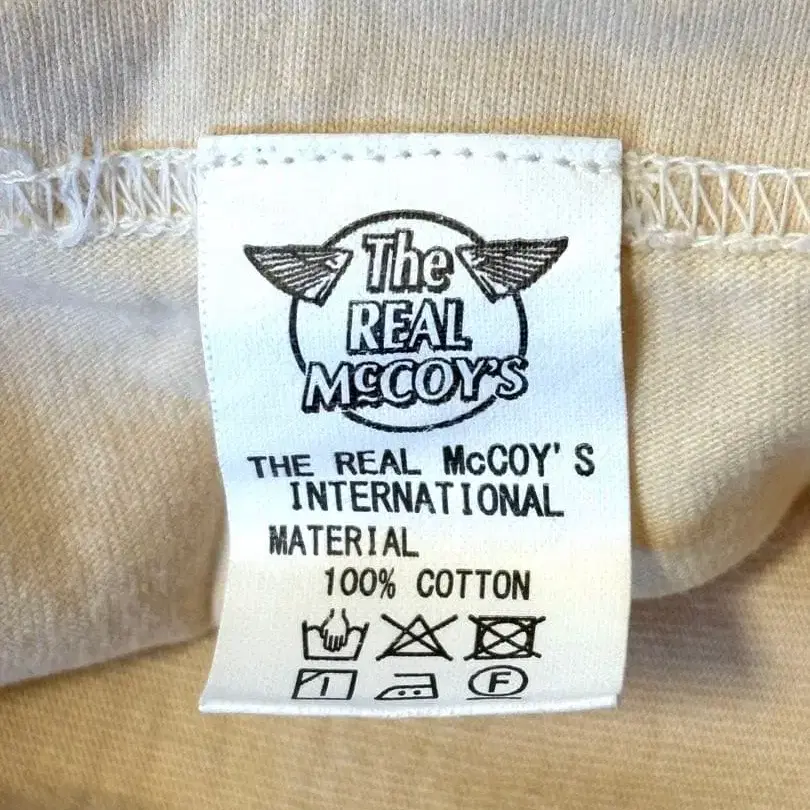 The
REAL
McCOY'S
THE REAL McCOY'S
INTERNATIONAL
MATERIAL
100% COTTON
F